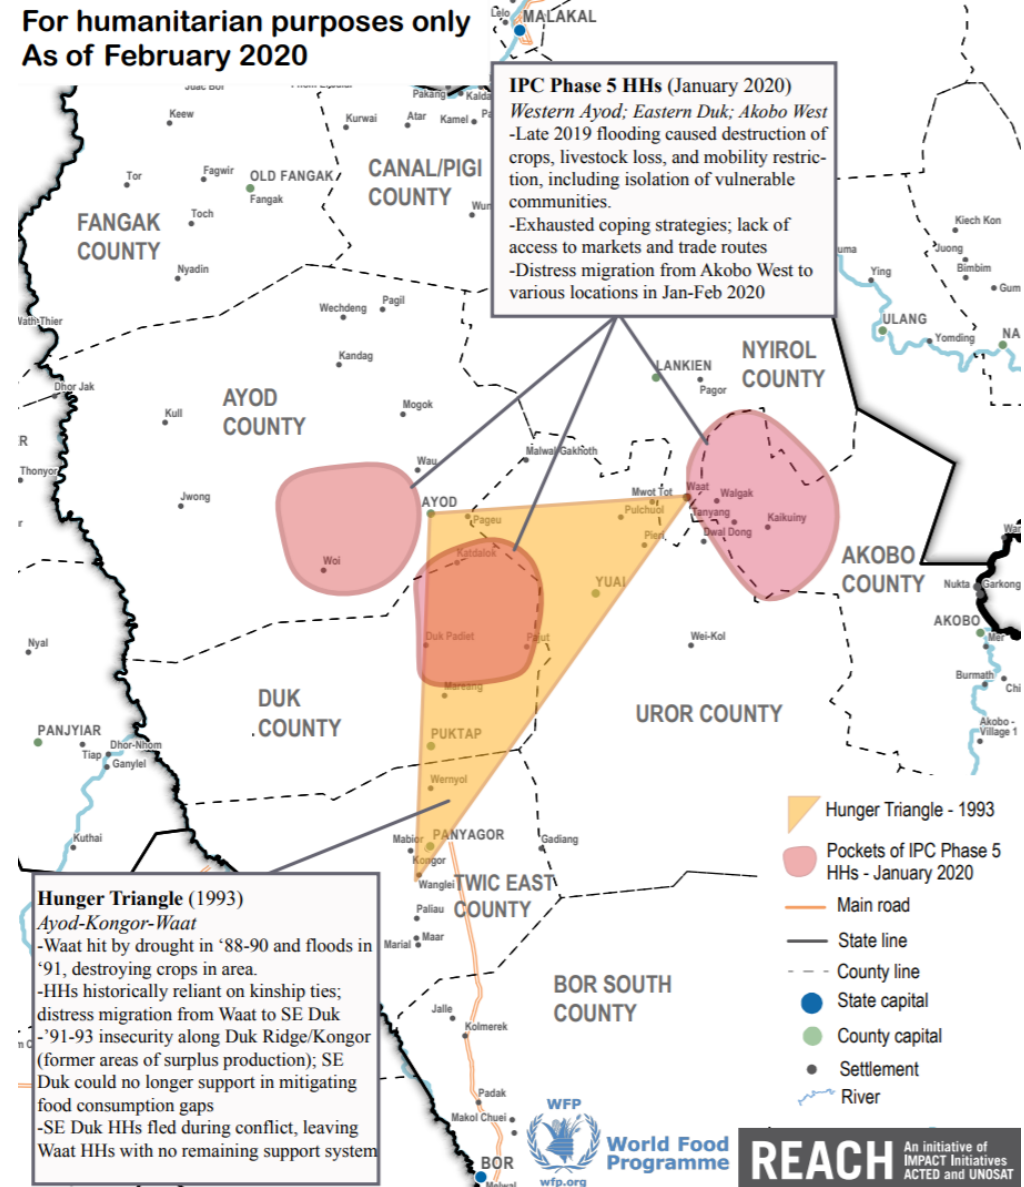 For humanitarian purposes only
As of February 2020
Lelo
MALAKAL
IPC Phase 5 HHs (January 2020)
Western Ayod; Eastern Duk; Akobo West
-Late 2019 flooding caused destruction of
crops, livestock loss, and mobility restric-
tion, including isolation of vulnerable
communities.
-Exhausted coping strategies; lack of
access to markets and trade routes
-Distress migration from Akobo West to
various locations in Jan-Feb 2020
Pakang
Keew
Kurwai
Atar
Kamel
CANAL/PIGI
COUNTY
Tor
Fagwir
OLD FANGAK
Fangak
Toch
FANGAK
COUNTY
Nyadin
Kiech Kon
Juong
Bimbim
Ying
Wechdeng
Pagil
ULANG
Yomding
Kandag
LANKIEN
NYIROL
COUNTY
Pagor
Dhor Jak
AYOD
COUNTY
Kull
Mogok
Malwal Gakhoth
Wau
Thonyor
Jwong
AYOD
Pageu
Mwot Tot
Waat
Walgak
Pulchuol
Tanyang
Kaikuiny
Pieri
Dwal Dong
Katdalok
Woi
AKOBO
COUNTY
YUAI
Nukta
Garkong
AKOBO
Mer
Nyal
Duk Padiet
Pajut
Wei-Kol
Burmath
Mareang
DUK
COUNTY
UROR COUNTY
Akobo -
Village 1
PANJYIAR
Tiap
Dhor-Nhom
Ganylel
PUKTAP
Wernyol
Kuthai
Mabior
PANYAGOR
Gadiang
Kongor
Wanglei
TWIC EAST
COUNTY
Paliau
Maar
Marial
Hunger Triangle - 1993
Pockets of IPC Phase 5
HHs - January 2020
Main road
State line
County line
State capital
County capital
Settlement
River
Hunger Triangle (1993)
Ayod-Kongor-Waat
-Waat hit by drought in ‘88-90 and floods in
‘91, destroying crops in area.
-HHs historically reliant on kinship ties;
distress migration from Waat to SE Duk
-’91-93 insecurity along Duk Ridge/Kongor
(former areas of surplus production); SE
Duk could no longer support in mitigating
food consumption gaps
-SE Duk HHs fled during conflict, leaving
Waat HHs with no remaining support system
BOR SOUTH
COUNTY
Jalle
Kolmerek
Padak
Makol Chuei
BOR
WFP
wfp.org
World Food
Programme
REACH
An initiative of
IMPACT Initiatives
ACTED and UNOSAT